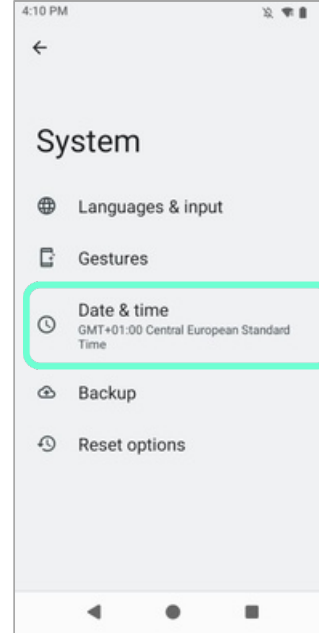 4:10 PM
System
Languages & input
Gestures
Date & time
GMT+01:00 Central European Standard
Time
Backup
Reset options